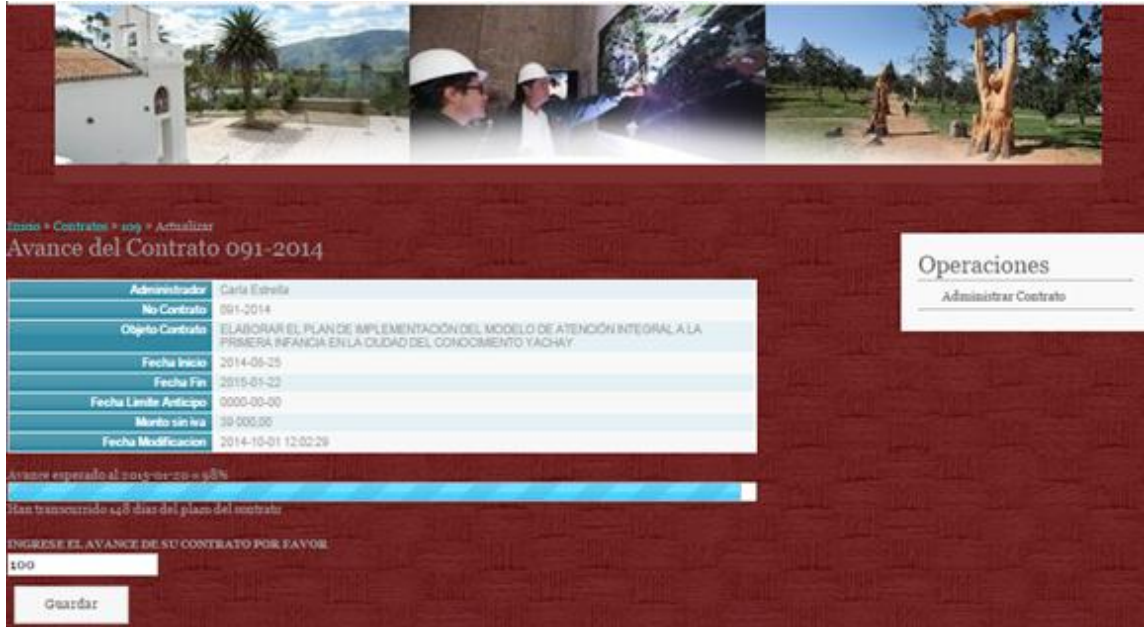 Inicio » Contratos » 109 » Actualizar
Avance del Contrato 091-2014
Operaciones
Administrar Contrato
Administrador Carla Estrella
No Contrato 091-2014
Objeto Contrato ELABORAR EL PLAN DE IMPLEMENTACIÓN DEL MODELO DE ATENCIÓN INTEGRAL A LA
PRIMERA INFANCIA EN LA CIUDAD DEL CONOCIMIENTO YACHAY
Fecha Inicio 2014-08-25
Fecha Fin 2015-01-22
Fecha Limite Anticipo 0000-00-00
Monto sin iva 39 000.00
Fecha Modificacion 2014-10-01 12:02:29
Avance esperado al 2015-01-20 = 98%
Han transcurrido 148 dias del plazo del contrato
INGRESE EL AVANCE DE SU CONTRATO POR FAVOR
100
Guardar